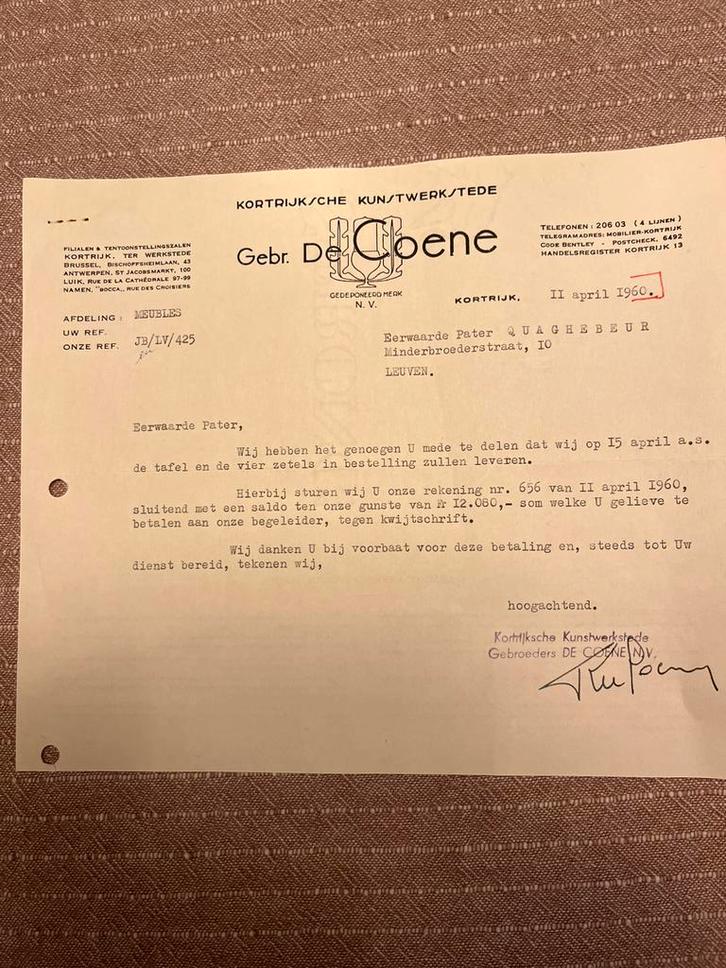 KORTRIJKSCHE KUNSTWERKSTEDE
Gebr. De Coene
GEDEPONEERD MERK
N. V.
FILIALEN & TENTOONSTELLINGSZALEN
KORTRIJK, TER WERKSTEDE
BRUSSEL, BISCHOFFSHEIMLAAN, 43
ANTWERPEN, ST JACOBSMARKT, 100
LUIK, RUE DE LA CATHÉDRALE 97-99
NAMEN, "BOCCA", RUE DES CROISIERS
TELEFONEN : 206 03 ( 4 LIJNEN )
TELEGRAMADRES: MOBILIER-KORTRIJK
CODE BENTLEY - POSTCHECK. 6492
HANDELSREGISTER KORTRIJK 13
KORTRIJK, II april I960.
AFDELING : MEUBLES
UW REF.
ONZE REF. JB/LV/425
Eerwaarde Pater Q U A G H E B E U R
Minderbroederstraat, IO
LEUVEN.
Eerwaarde Pater,
Wij hebben het genoegen U mede te delen dat wij op I5 april a.s.
de tafel en de vier zetels in bestelling zullen leveren.
Hierbij sturen wij U onze rekening nr. 656 van II april I960,
sluitend met een saldo ten onze gunste van Fr I2.080,- som welke U gelieve te
betalen aan onze begeleider, tegen kwijtschrift.
Wij danken U bij voorbaat voor deze betaling en, steeds tot Uw
dienst bereid, tekenen wij,
hoogachtend.
Kortrijksche Kunstwerkstede
Gebroeders DE COENE N.V.